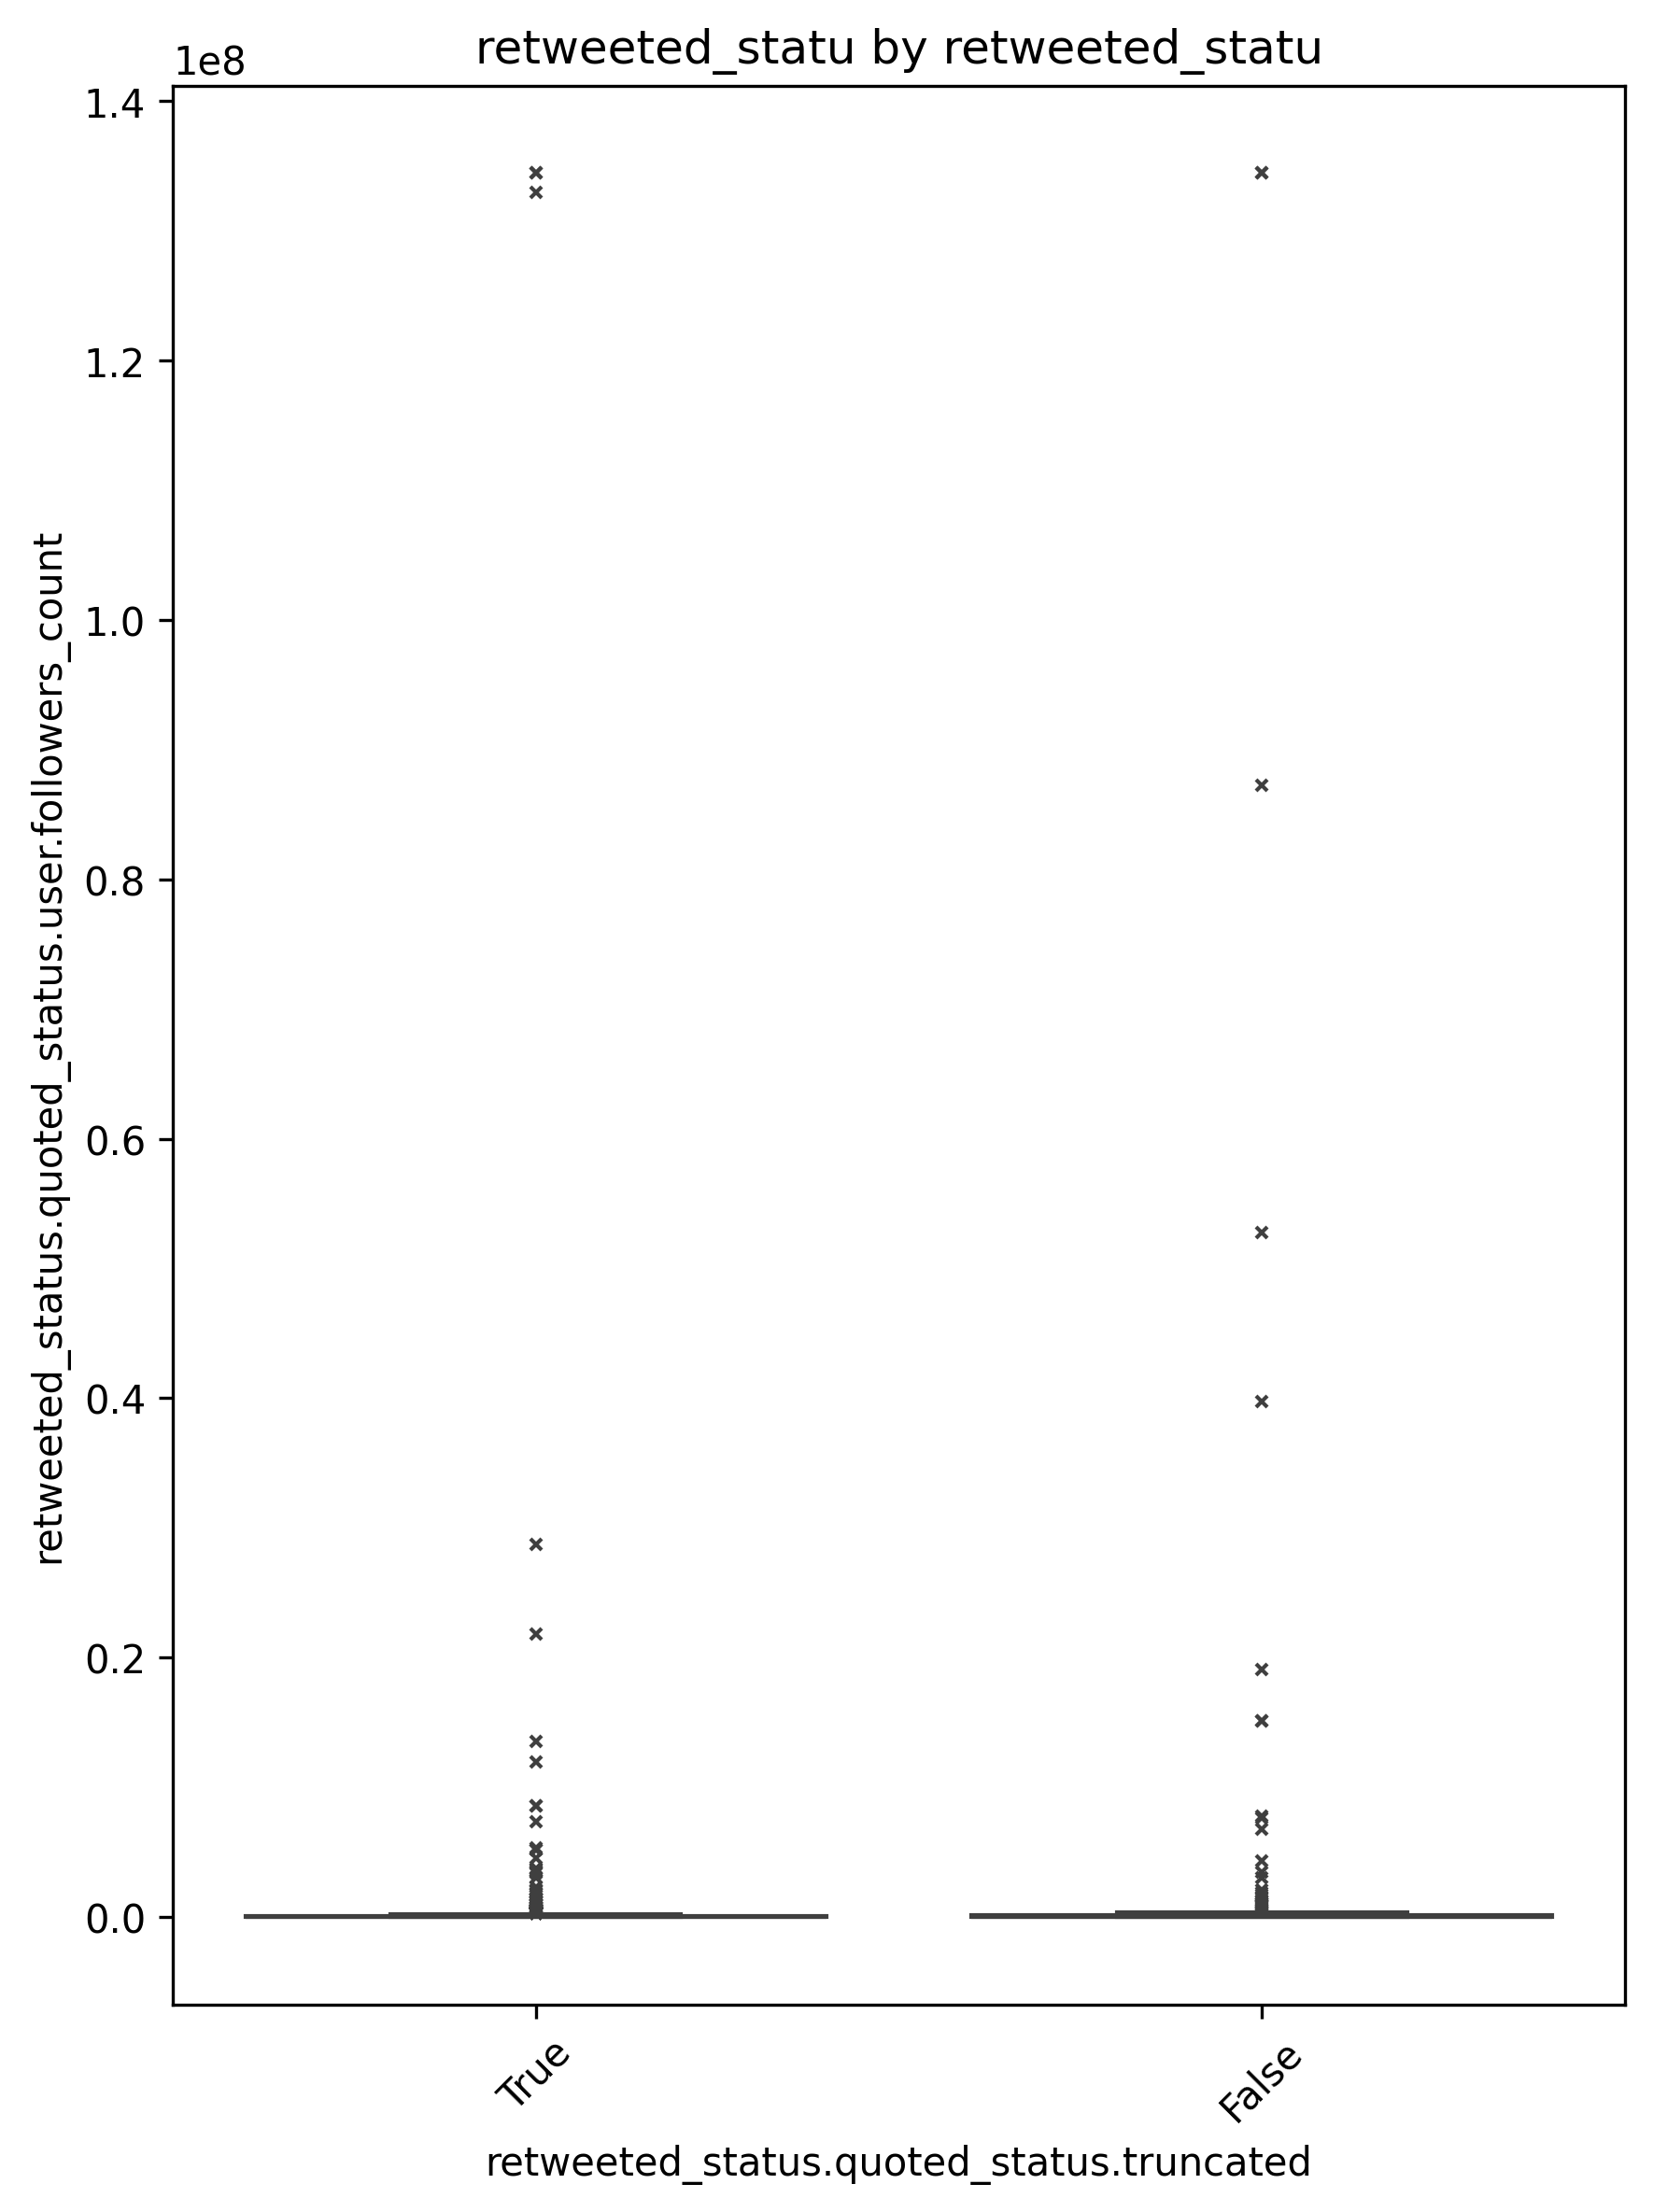 retweeted_statu by retweeted_statu
1e8
1.4
1.2
1.0
0.8
0.6
0.4
0.2
0.0
retweeted_status.quoted_status.user.followers_count
True
False
retweeted_status.quoted_status.truncated